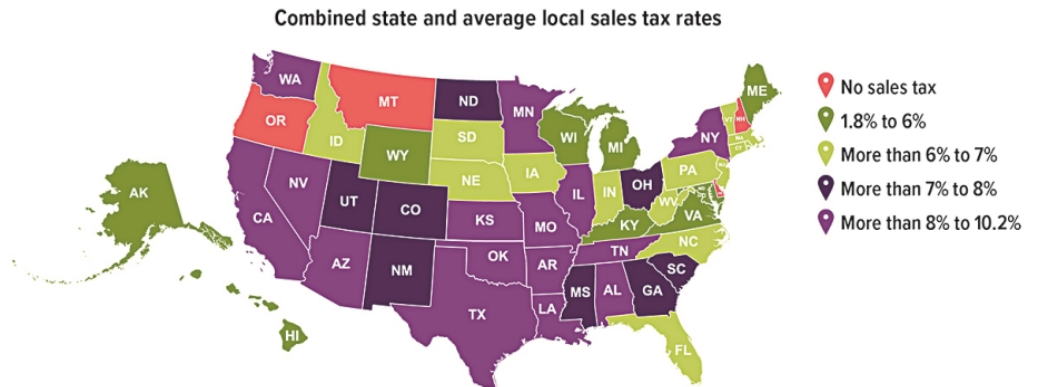 Combined state and average local sales tax rates
WA
MT
ND
MN
ME
OR
ID
WY
SD
WI
MI
NY
VT
NH
MA
CT
NE
IA
PA
NV
UT
CO
IL
IN
OH
WV
VA
KY
CA
KS
MO
NC
TN
AZ
NM
OK
AR
SC
MS
AL
GA
TX
LA
FL
AK
HI
No sales tax
1.8% to 6%
More than 6% to 7%
More than 7% to 8%
More than 8% to 10.2%